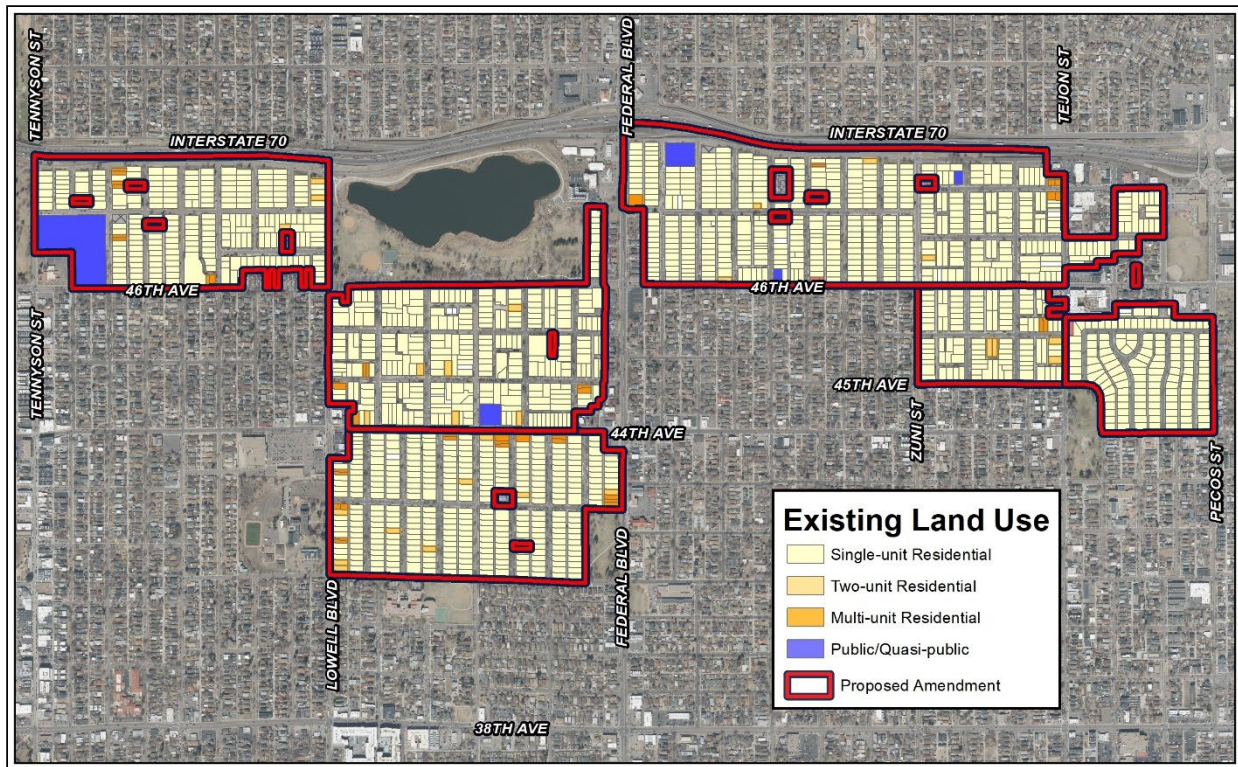 TENNYSON ST
FEDERAL BLVD
TEJON ST
INTERSTATE 70
INTERSTATE 70
46TH AVE
46TH AVE
TENNYSON ST
45TH AVE
44TH AVE
ZUNI ST
PECOS ST
LOWELL BLVD
FEDERAL BLVD
38TH AVE
Existing Land Use
Single-unit Residential
Two-unit Residential
Multi-unit Residential
Public/Quasi-public
Proposed Amendment